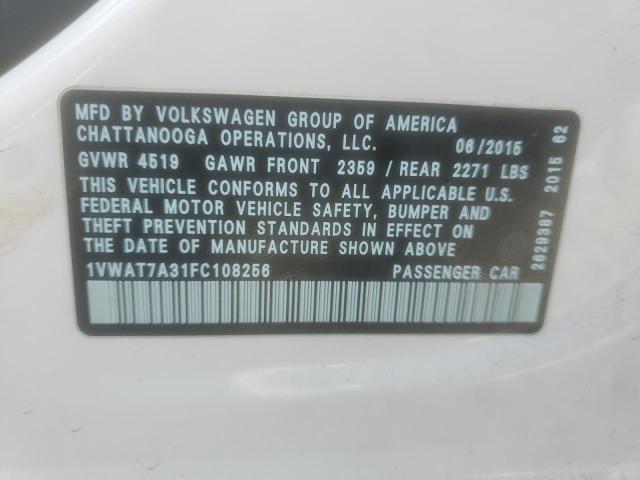 MFD BY VOLKSWAGEN GROUP OF AMERICA
CHATTANOOGA OPERATIONS, LLC. 06/2015
GVWR 4519 GAWR FRONT 2359 / REAR 2271 LBS
THIS VEHICLE CONFORMS TO ALL APPLICABLE U.S.
FEDERAL MOTOR VEHICLE SAFETY, BUMPER AND
THEFT PREVENTION STANDARDS IN EFFECT ON
THE DATE OF MANUFACTURE SHOWN ABOVE
1VWAT7A31FC108256 PASSENGER CAR
2629387 2015 62